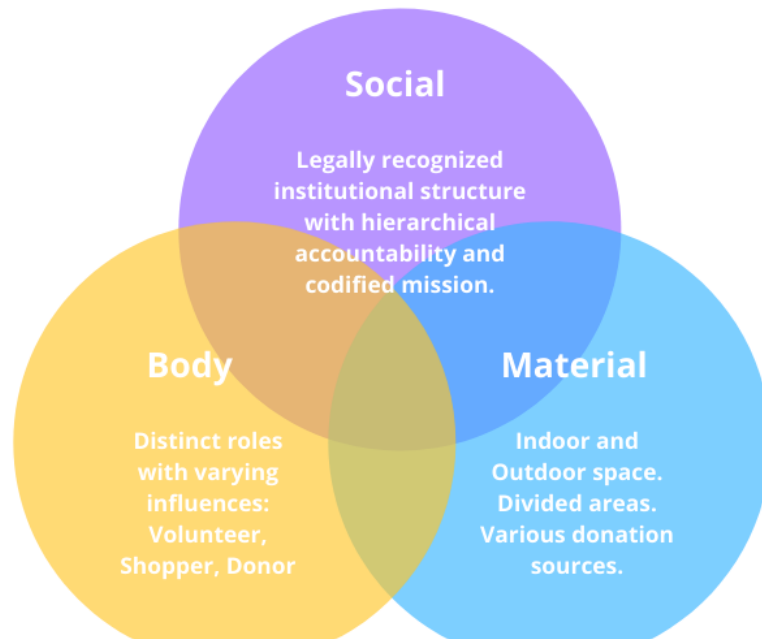 Social
Legally recognized
institutional structure
with hierarchical
accountability and
codified mission.
Body
Distinct roles
with varying
influences:
Volunteer,
Shopper, Donor
Material
Indoor and
Outdoor space.
Divided areas.
Various donation
sources.